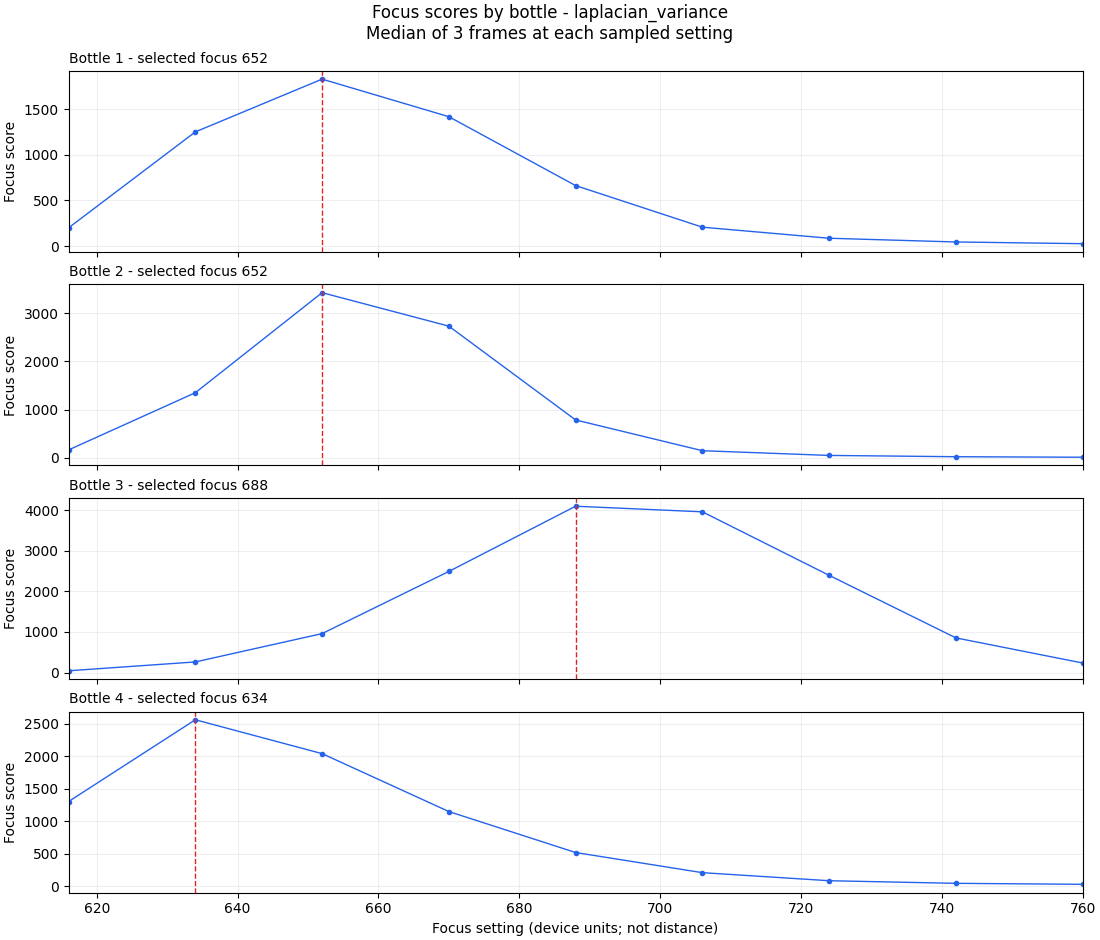 Focus scores by bottle - laplacian_variance
Median of 3 frames at each sampled setting
Bottle 1 - selected focus 652
Focus score
1500
1000
500
0
Bottle 2 - selected focus 652
Focus score
3000
2000
1000
0
Bottle 3 - selected focus 688
Focus score
4000
3000
2000
1000
0
Bottle 4 - selected focus 634
Focus score
2500
2000
1500
1000
500
0
620 640 660 680 700 720 740 760
Focus setting (device units; not distance)